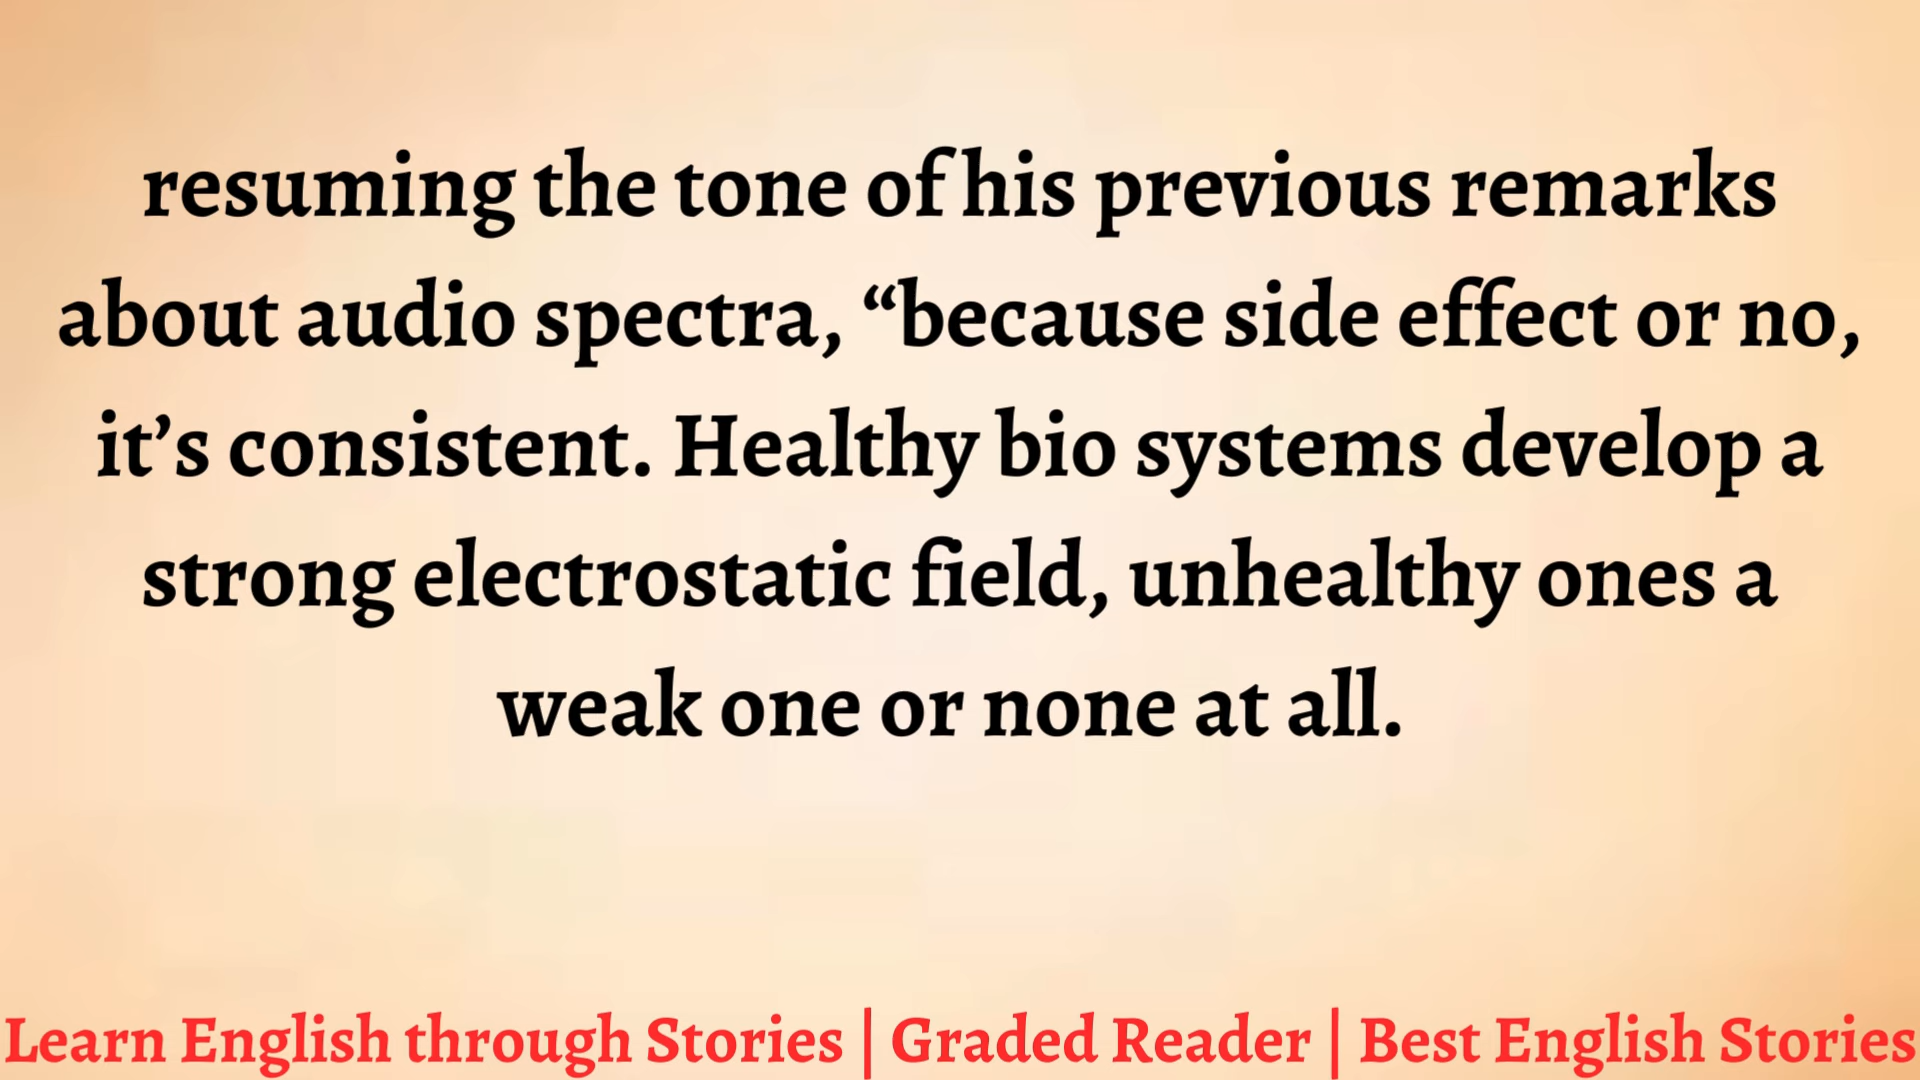 resuming the tone of his previous remarks
about audio spectra, “because side effect or no,
it’s consistent. Healthy bio systems develop a
strong electrostatic field, unhealthy ones a
weak one or none at all.
Learn English through Stories | Graded Reader | Best English Stories